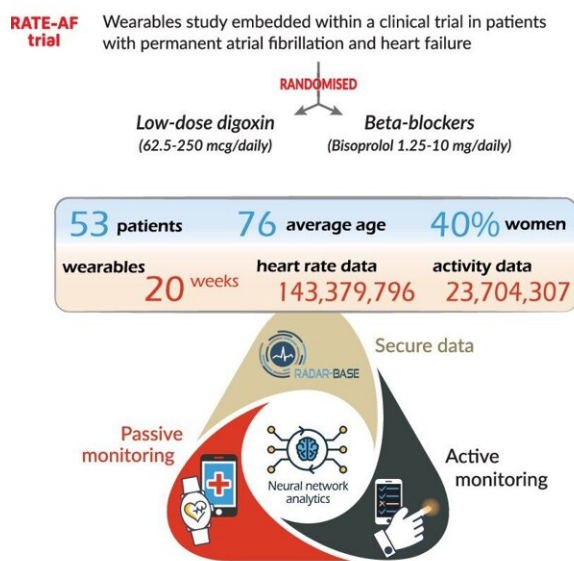 RATE-AF
trial
Wearables study embedded within a clinical trial in patients
with permanent atrial fibrillation and heart failure
RANDOMISED
Low-dose digoxin
(62.5-250 mcg/daily)
Beta-blockers
(Bisoprolol 1.25-10 mg/daily)
53 patients
76 average age
40% women
wearables
20 weeks
heart rate data
143,379,796
activity data
23,704,307
Secure data
RADAR-BASE
Passive
monitoring
Neural network
analytics
Active
monitoring